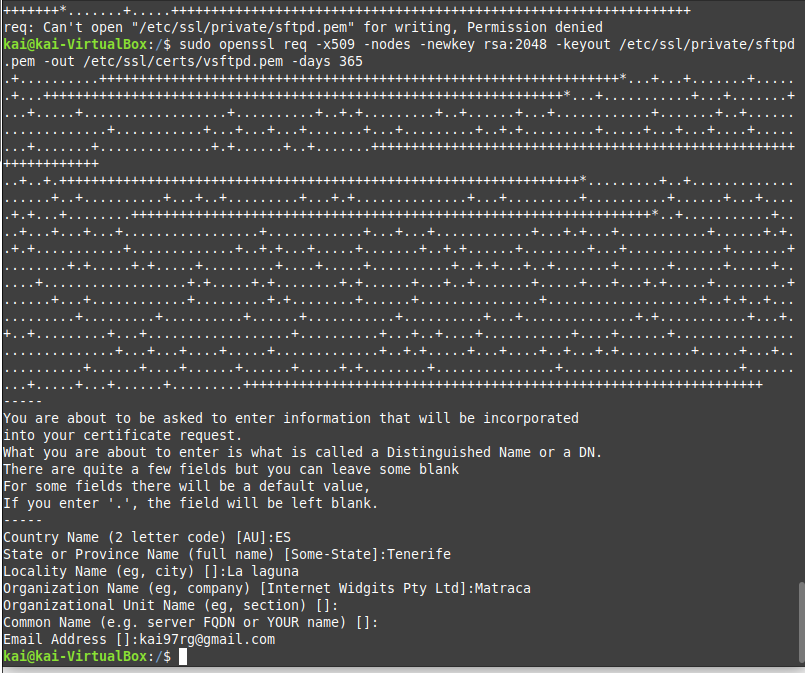 +++++++*.......+.....+++++++++++++++++++++++++++++++++++++++++++++++++++++++++++++++++
req: Can't open "/etc/ssl/private/sftpd.pem" for writing, Permission denied
kai@kai-VirtualBox:/$ sudo openssl req -x509 -nodes -newkey rsa:2048 -keyout /etc/ssl/private/sftpd
.pem -out /etc/ssl/certs/vsftpd.pem -days 365
-----
You are about to be asked to enter information that will be incorporated
into your certificate request.
What you are about to enter is what is called a Distinguished Name or a DN.
There are quite a few fields but you can leave some blank
For some fields there will be a default value,
If you enter '.', the field will be left blank.
-----
Country Name (2 letter code) [AU]:ES
State or Province Name (full name) [Some-State]:Tenerife
Locality Name (eg, city) []:La laguna
Organization Name (eg, company) [Internet Widgits Pty Ltd]:Matraca
Organizational Unit Name (eg, section) []:
Common Name (e.g. server FQDN or YOUR name) []:
Email Address []:kai97rg@gmail.com
kai@kai-VirtualBox:/$